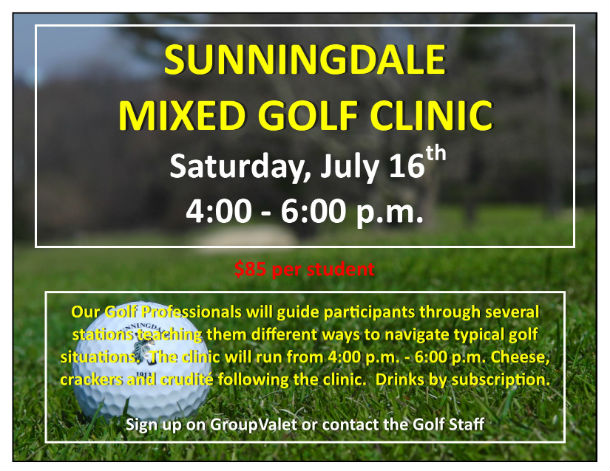 SUNNINGDALE
MIXED GOLF CLINIC
Saturday, July 16th
4:00 - 6:00 p.m.
$85 per student
Our Golf Professionals will guide participants through several
stations teaching them different ways to navigate typical golf
situations.  The clinic will run from 4:00 p.m. - 6:00 p.m. Cheese,
crackers and crudité following the clinic.  Drinks by subscription.
Sign up on GroupValet or contact the Golf Staff